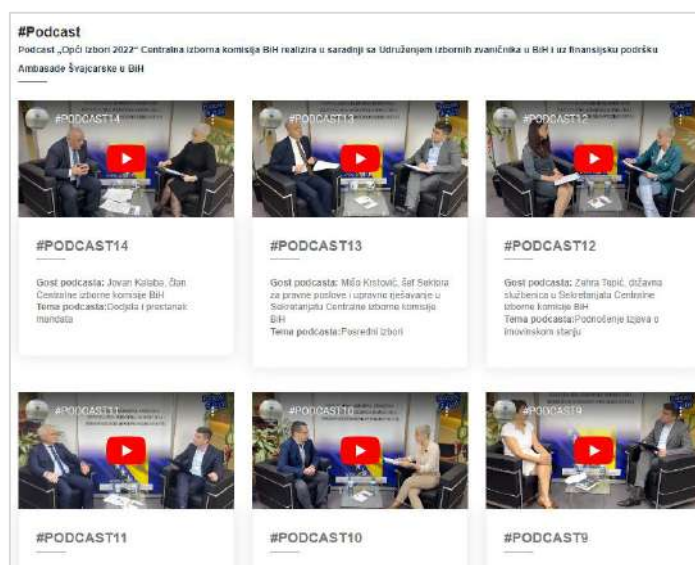 #Podcast
Podcast „Opći Izbori 2022“ Centralna izborna komisija BiH realizira u saradnji sa Udruženjem izbornih zvaničnika u BiH i uz finansijsku podršku
Ambasade Švajcarske u BiH
#PODCAST14
#PODCAST13
#PODCAST12
#PODCAST14
Gost podcasta: Jovan Kalaba, član
Centralne izborne komisije BiH
Tema podcasta:Dodjela i prestanak
mandata
#PODCAST13
Gost podcasta: Mišo Krstović, šef Sektora
za pravne poslove i upravno rješavanje u
Sekretarijatu Centralne izborne komisije
BiH
Tema podcasta:Posredni izbori
#PODCAST12
Gost podcasta: Zehra Tepić, državna
službenica u Sekretarijatu Centralne
izborne komisije BiH
Tema podcasta:Podnošenje izjava o
imovinskom stanju
#PODCAST11
#PODCAST10
#PODCAST9
#PODCAST11
#PODCAST10
#PODCAST9